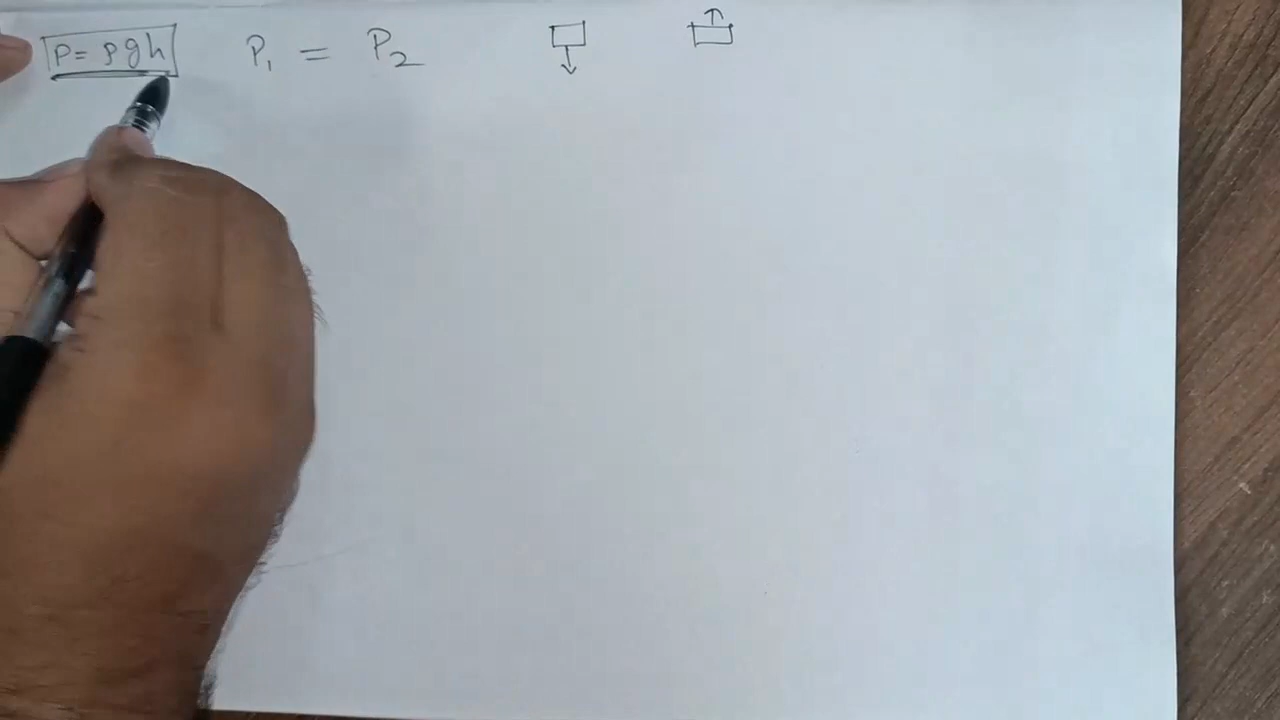 P = ρgh P₁ = P₂